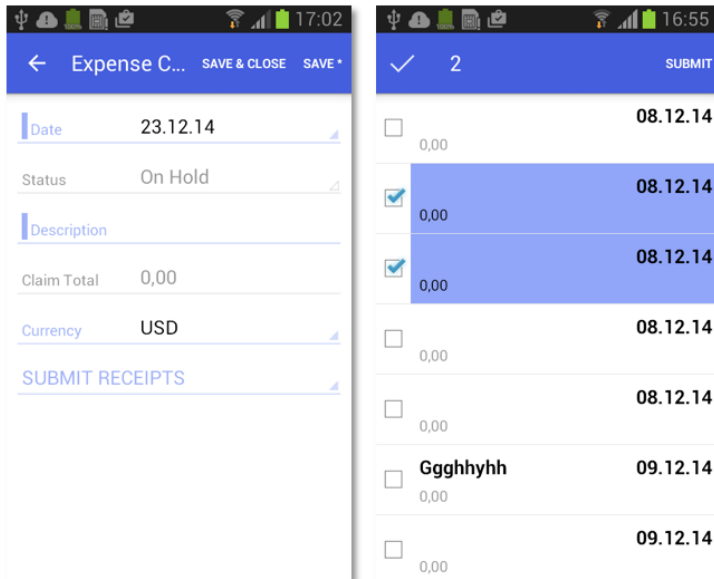 17:02
Expense C... SAVE & CLOSE SAVE *
Date 23.12.14
Status On Hold
Description
Claim Total 0,00
Currency USD
SUBMIT RECEIPTS
16:55
2 SUBMIT
08.12.14
0,00
08.12.14
0,00
08.12.14
0,00
08.12.14
0,00
08.12.14
0,00
Ggghhyhh 09.12.14
0,00
09.12.14
0,00